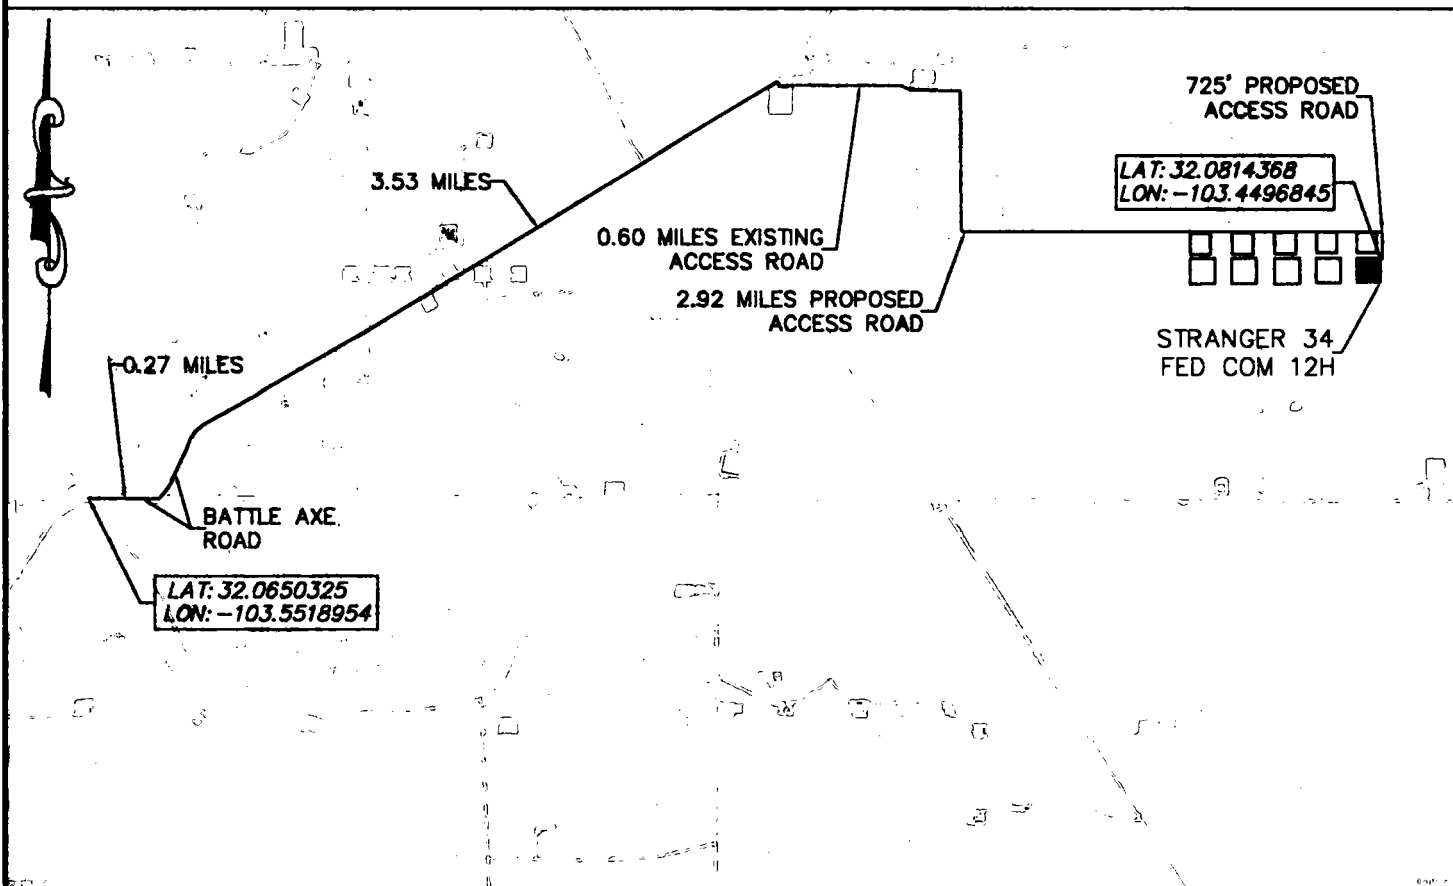 725' PROPOSED
ACCESS ROAD
LAT: 32.0814368
LON: -103.4496845
3.53 MILES
0.60 MILES EXISTING
ACCESS ROAD
2.92 MILES PROPOSED
ACCESS ROAD
STRANGER 34
FED COM 12H
0.27 MILES
BATTLE AXE
ROAD
LAT: 32.0650325
LON: -103.5518954